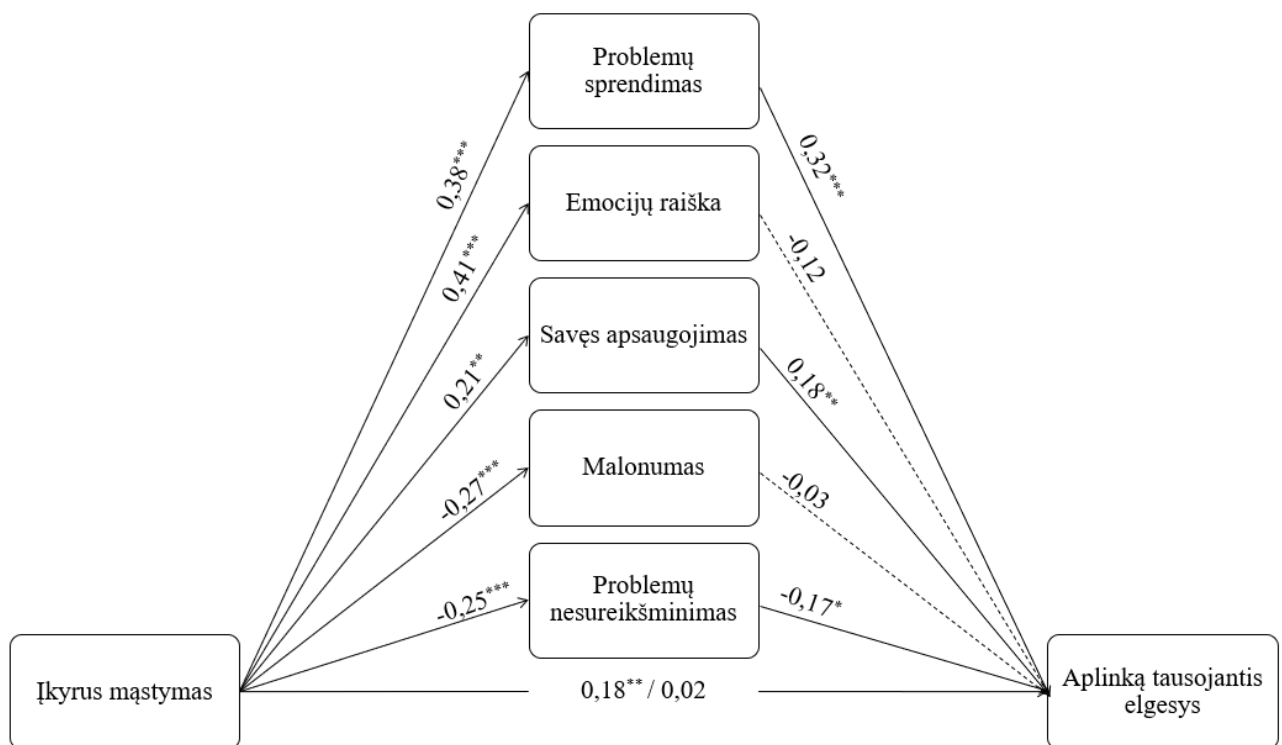 Problemų
sprendimas
0,38***
0,32***
Emocijų raiška
0,41***
-0,12
Savęs apsaugojimas
0,21**
0,18**
Malonumas
-0,27***
-0,03
Problemų
nesureikšminimas
-0,25***
-0,17*
Įkyrus mąstymas
0,18** / 0,02
Aplinką tausojantis
elgesys